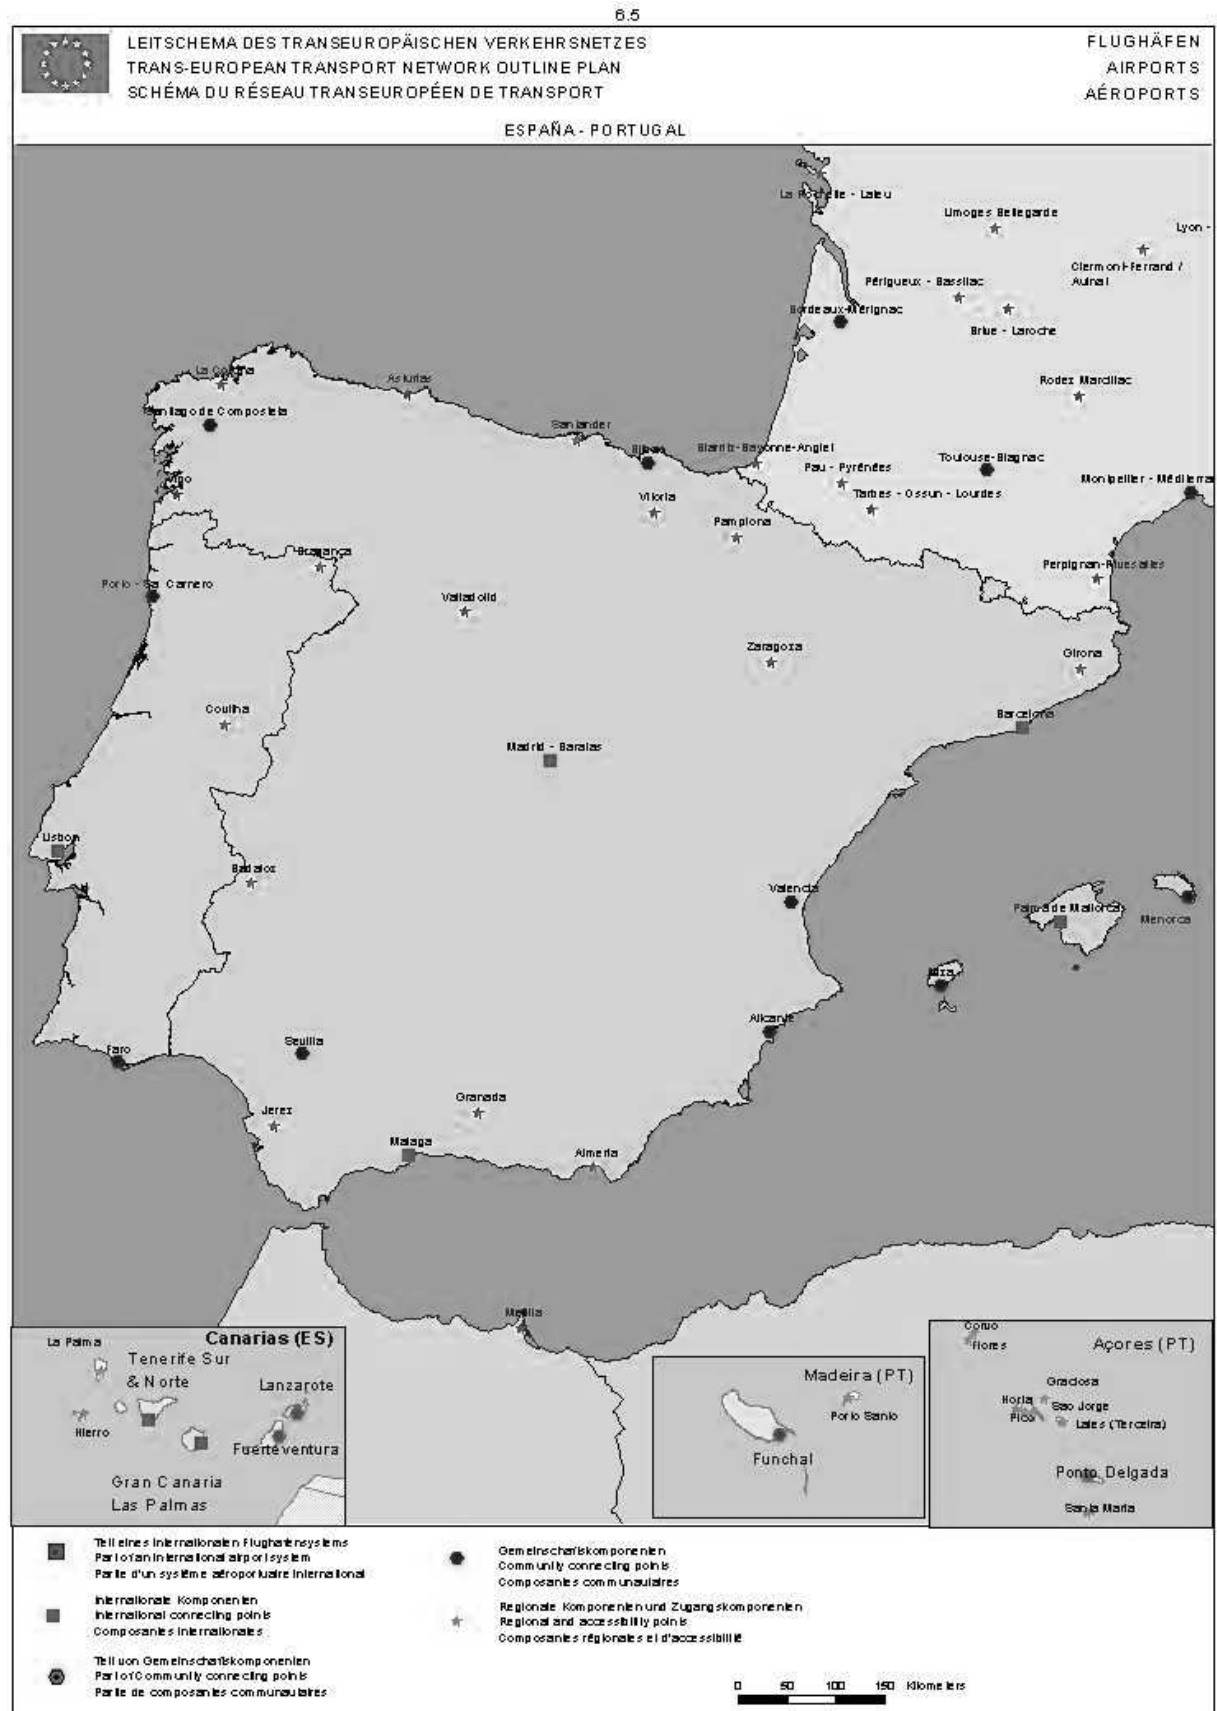 6.5
LEITSCHEMA DES TRANSEUROPÄISCHEN VERKEHRSNETZES
TRANS-EUROPEAN TRANSPORT NETWORK OUTLINE PLAN
SCHÉMA DU RÉSEAU TRANSEUROPÉEN DE TRANSPORT
FLUGHÄFEN
AIRPORTS
AÉROPORTS
ESPAÑA - PORTUGAL
La Rochelle - Laleu
Limoges Bellegarde
Lyon -
Clermont-Ferrand /
Aulnat
Périgueux - Bassillac
Bordeaux-Mérignac
Brive - Laroche
La Coruña
Asturias
Rodez Marcillac
Santiago de Compostela
Santander
Bilbao
Biarritz-Bayonne-Anglet
Pau - Pyrénées
Toulouse-Blagnac
Tarbes - Ossun - Lourdes
Montpellier - Méditerra
Vigo
Vitoria
Pamplona
Bragança
Perpignan-Rivesaltes
Porto - Sa Carnero
Valladolid
Zaragoza
Girona
Covilha
Barcelona
Madrid - Barajas
Lisbon
Badajoz
Valencia
Palma de Mallorca
Menorca
Ibiza
Alicante
Faro
Sevilla
Jerez
Granada
Malaga
Almeria
Melilla
Canarias (ES)
La Palma
Tenerife Sur
& Norte
Lanzarote
Hierro
Fuerteventura
Gran Canaria
Las Palmas
Madeira (PT)
Porto Santo
Funchal
Açores (PT)
Corvo
Flores
Graciosa
Horta
Sao Jorge
Pico
Lajes (Terceira)
Ponto Delgada
Santa Maria
Teil eines internationalen Flughafensystems
Part of an international airport system
Partie d'un système aéroportuaire international
Internationale Komponenten
International connecting points
Composantes internationales
Teil von Gemeinschaftskomponenten
Part of Community connecting points
Partie de composantes communautaires
Gemeinschaftskomponenten
Community connecting points
Composantes communautaires
Regionale Komponenten und Zugangskomponenten
Regional and accessibility points
Composantes régionales et d'accessibilité
0 50 100 150 Kilometers